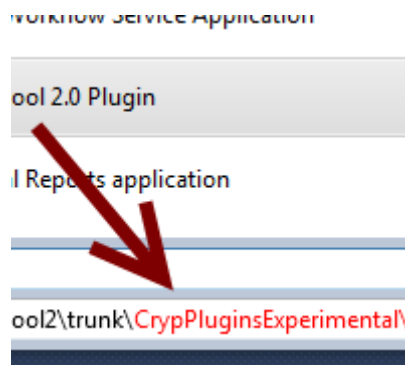 Workflow Service Application
ool 2.0 Plugin
l Reports application
ool2\trunk\CrypPluginsExperimental\